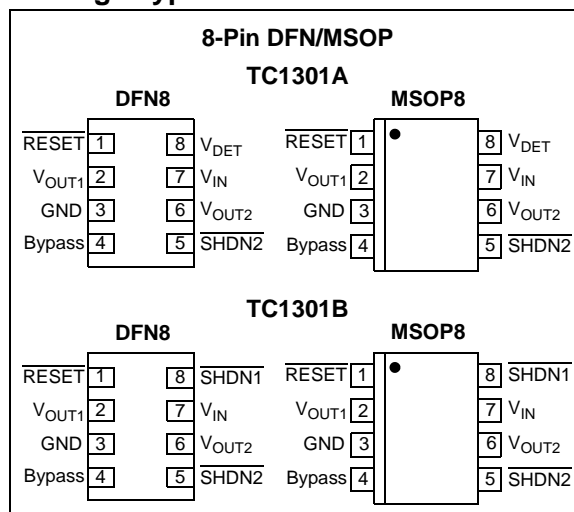 8-Pin DFN/MSOP
TC1301A
DFN8 MSOP8
RESET 1 8 VDET RESET 1 8 VDET
VOUT1 2 7 VIN VOUT1 2 7 VIN
GND 3 6 VOUT2 GND 3 6 VOUT2
Bypass 4 5 SHDN2 Bypass 4 5 SHDN2
TC1301B
DFN8 MSOP8
RESET 1 8 SHDN1 RESET 1 8 SHDN1
VOUT1 2 7 VIN VOUT1 2 7 VIN
GND 3 6 VOUT2 GND 3 6 VOUT2
Bypass 4 5 SHDN2 Bypass 4 5 SHDN2